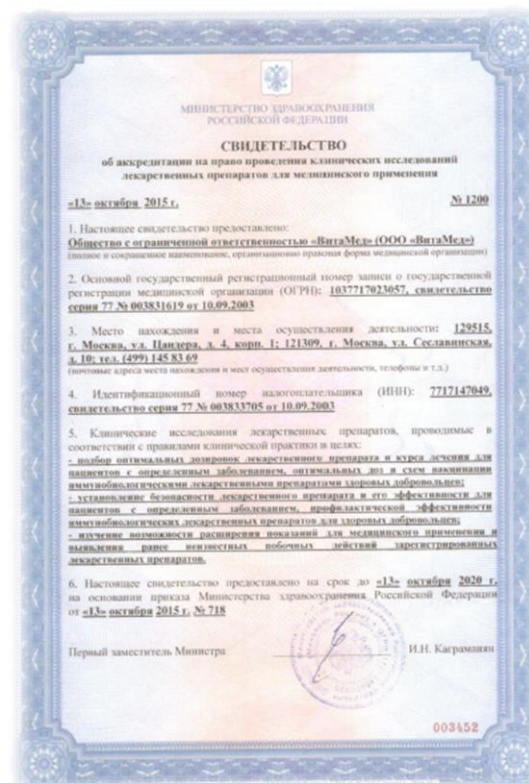 МИНИСТЕРСТВО ЗДРАВООХРАНЕНИЯ
РОССИЙСКОЙ ФЕДЕРАЦИИ
СВИДЕТЕЛЬСТВО
об аккредитации на право проведения клинических исследований
лекарственных препаратов для медицинского применения
«13» октября 2015 г. № 1200
1. Настоящее свидетельство предоставлено:
Общество с ограниченной ответственностью «ВитаМед» (ООО «ВитаМед»)
(полное и сокращенное наименование, организационно правовая форма медицинской организации)
2. Основной государственный регистрационный номер записи о государственной
регистрации медицинской организации (ОГРН): 1037717023057, свидетельство
серия 77 № 003831619 от 10.09.2003
3. Место нахождения и места осуществления деятельности: 129515,
г. Москва, ул. Цандера, д. 4, корп. 1; 121309, г. Москва, ул. Сеславинская,
д. 10; тел. (499) 145 83 69
(почтовые адреса места нахождения и мест осуществления деятельности, телефоны и т.д.)
4. Идентификационный номер налогоплательщика (ИНН): 7717147049,
свидетельство серия 77 № 003833705 от 10.09.2003
5. Клинические исследования лекарственных препаратов, проводимые в
соответствии с правилами клинической практики в целях:
- подбор оптимальных дозировок лекарственного препарата и курса лечения для
пациентов с определенным заболеванием, оптимальных доз и схем вакцинации
иммунобиологическими лекарственными препаратами здоровых добровольцев;
- установление безопасности лекарственного препарата и его эффективности для
пациентов с определенным заболеванием, профилактической эффективности
иммунобиологических лекарственных препаратов для здоровых добровольцев;
- изучение возможности расширения показаний для медицинского применения и
выявления ранее неизвестных побочных действий зарегистрированных
лекарственных препаратов.
6. Настоящее свидетельство предоставлено на срок до «13» октября 2020 г.
на основании приказа Министерства здравоохранения Российской Федерации
от «13» октября 2015 г. № 718
Первый заместитель Министра И.Н. Каграманян
003452